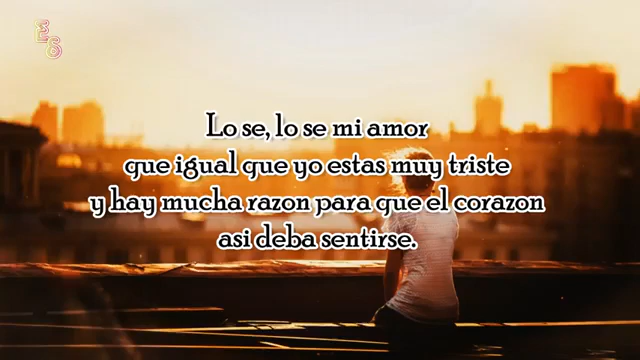 EG
Lo se, lo se mi amor
que igual que yo estas muy triste
y hay mucha razon para que el corazon
asi deba sentirse.